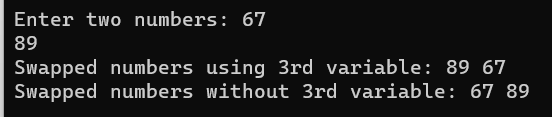 Enter two numbers: 67
89
Swapped numbers using 3rd variable: 89 67
Swapped numbers without 3rd variable: 67 89